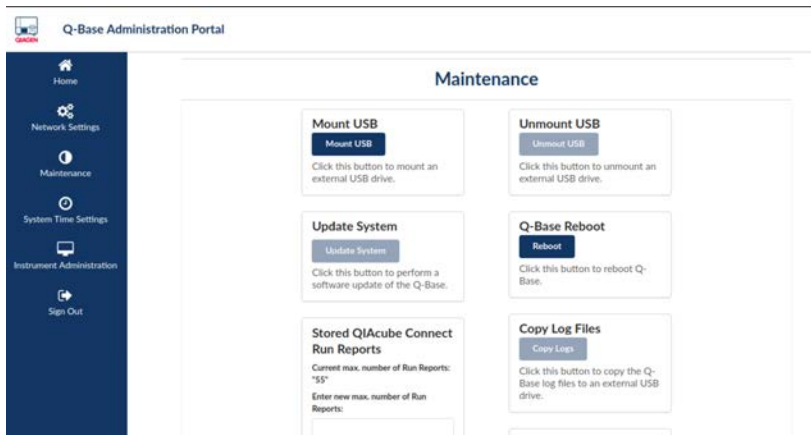 QIAGEN
Q-Base Administration Portal
Home
Network Settings
Maintenance
System Time Settings
Instrument Administration
Sign Out
Maintenance
Mount USB
Mount USB
Click this button to mount an
external USB drive.
Unmount USB
Unmout USB
Click this button to unmount an
external USB drive.
Update System
Update System
Click this button to perform a
software update of the Q-Base.
Q-Base Reboot
Reboot
Click this button to reboot Q-
Base.
Stored QIAcube Connect
Run Reports
Current max. number of Run Reports:
"55"
Enter new max. number of Run
Reports:
Copy Log Files
Copy Logs
Click this button to copy the Q-
Base log files to an external USB
drive.